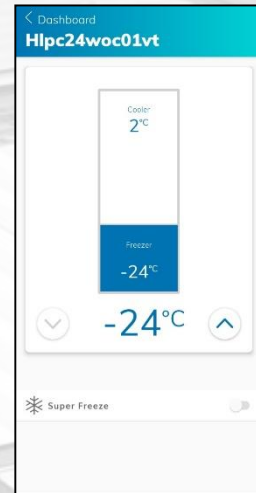 < Dashboard
Hlpc24woc01vt
Cooler
2°C
Freezer
-24°C
-24°C
Super Freeze